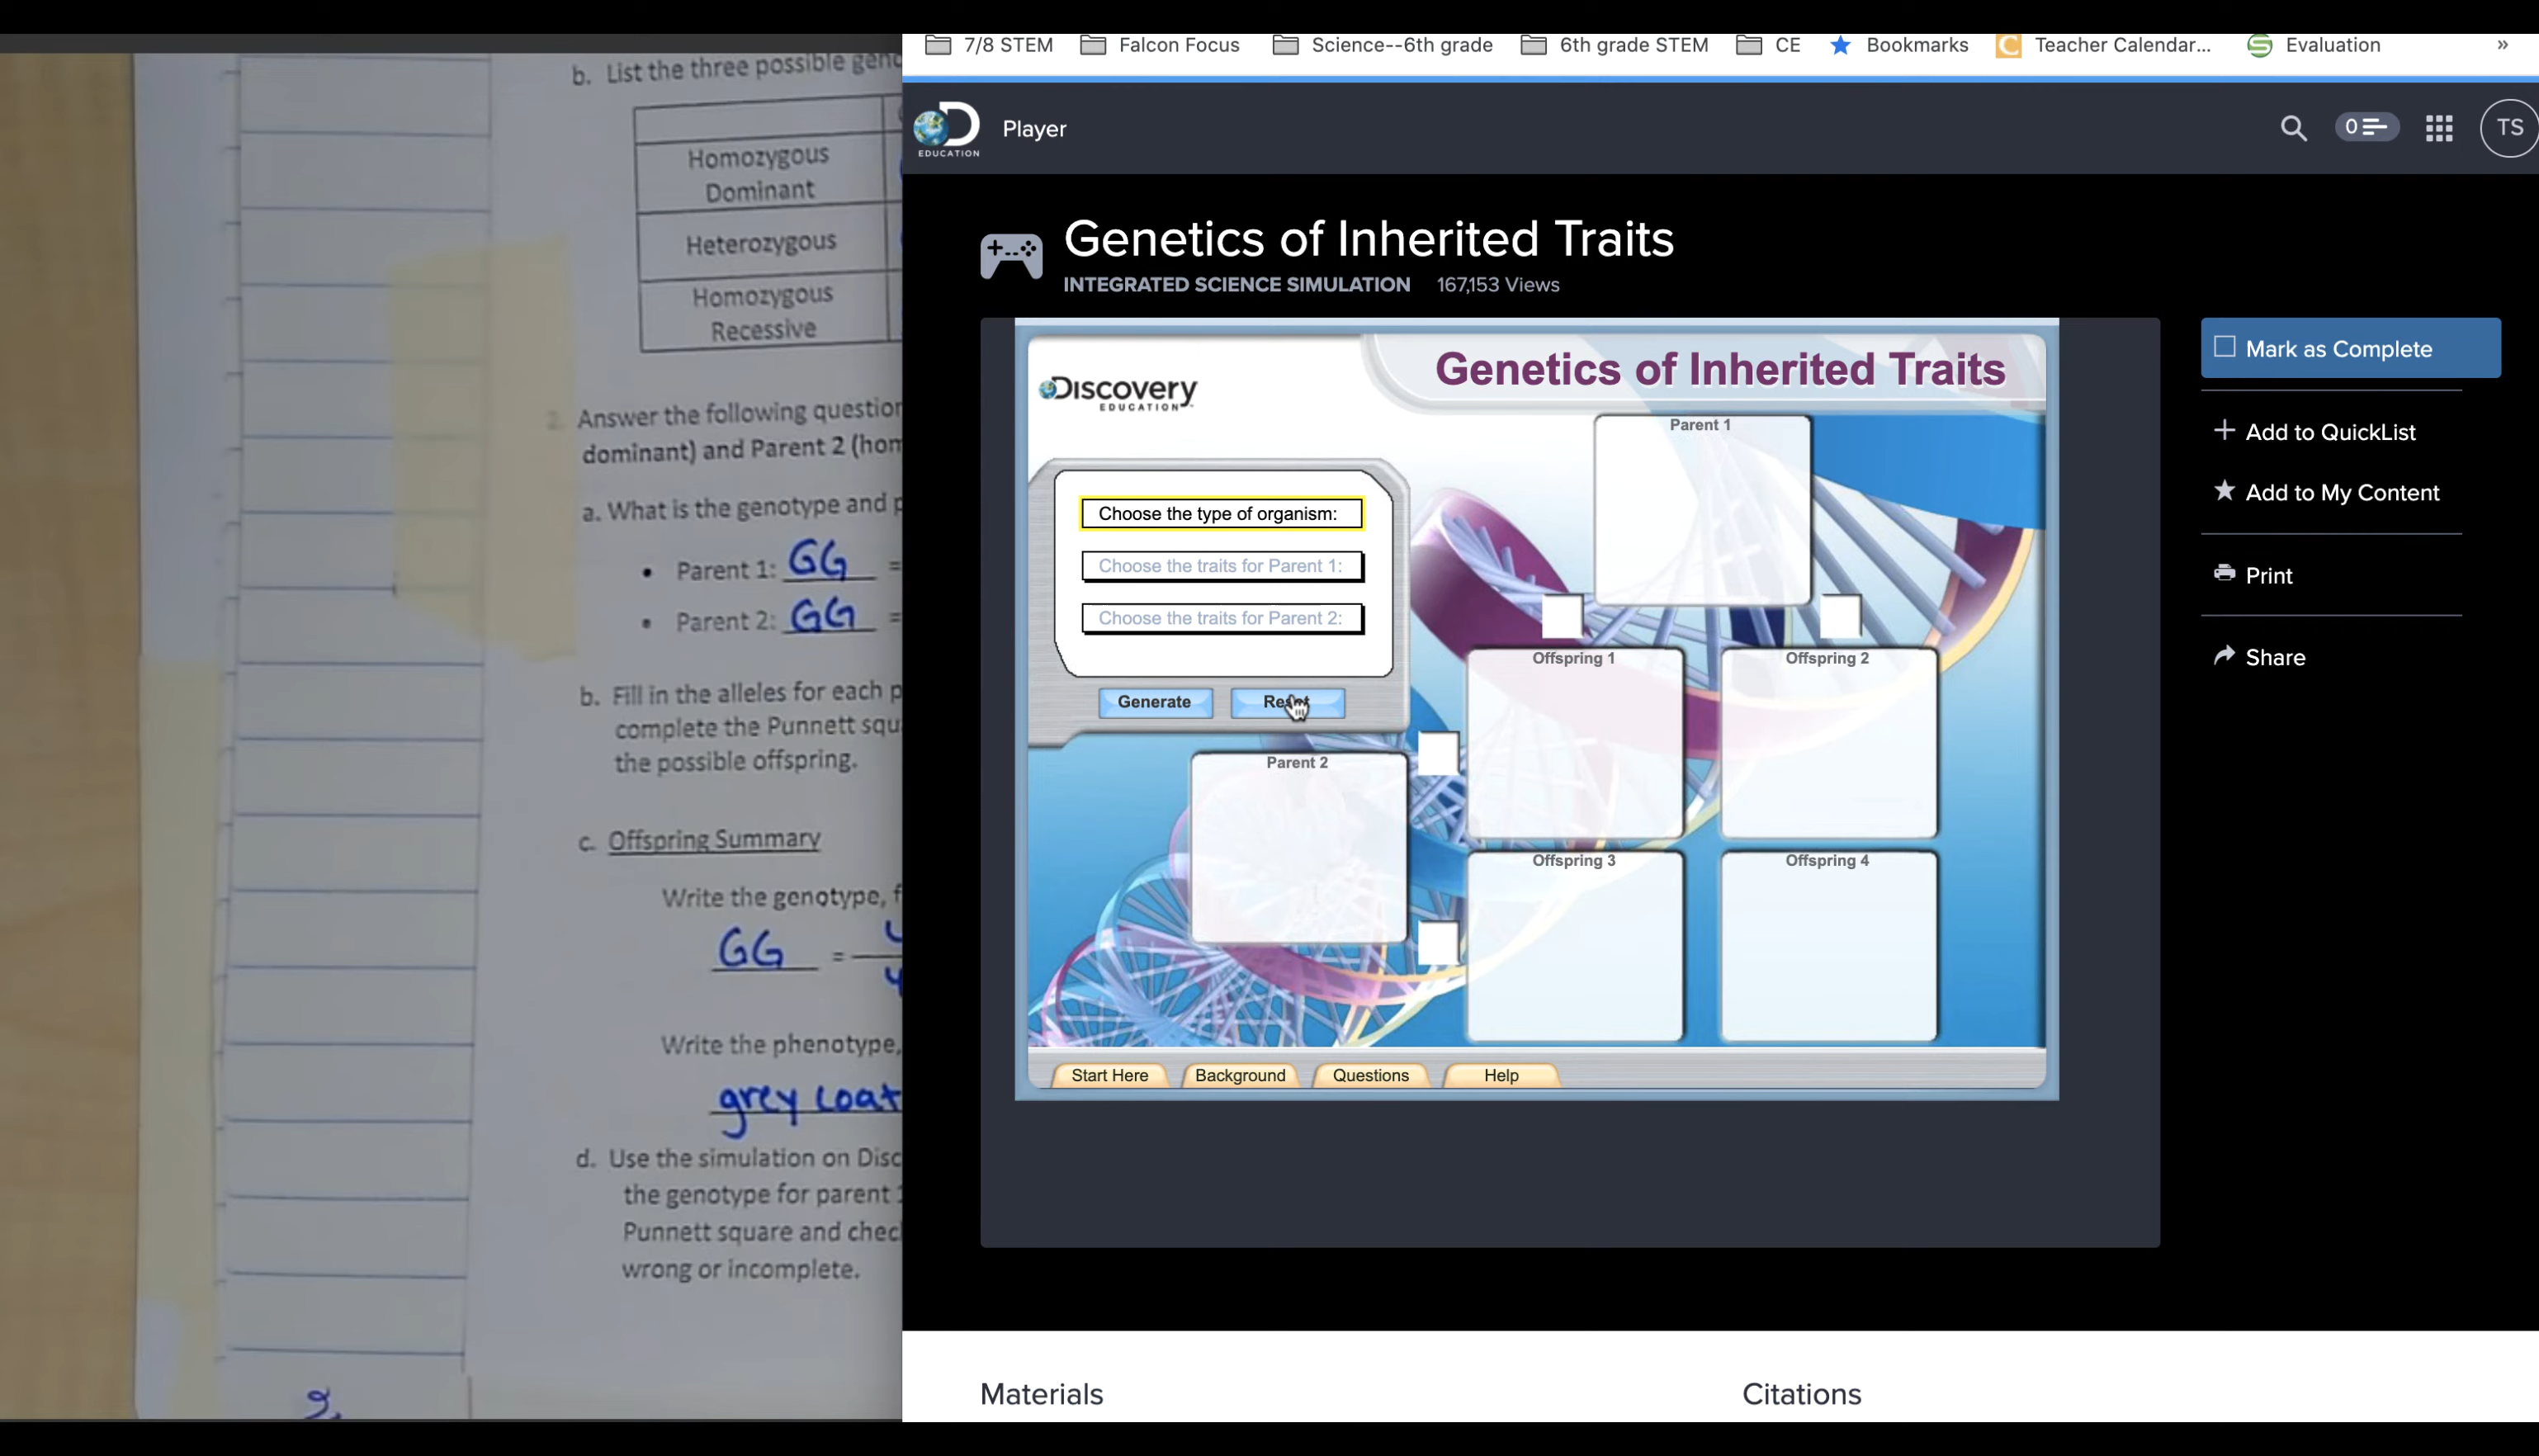 b. List the three possible
Homozygous
Dominant
Heterozygous
Homozygous
Recessive
2. Answer the following question
dominant) and Parent 2 (hom
a. What is the genotype and p
• Parent 1: GG =
• Parent 2: GG =
b. Fill in the alleles for each p
complete the Punnett squ
the possible offspring.
c. Offspring Summary
Write the genotype, f
GG =
Write the phenotype,
grey coat
d. Use the simulation on Disc
the genotype for parent 1
Punnett square and chec
wrong or incomplete.
7/8 STEM
Falcon Focus
Science--6th grade
6th grade STEM
CE
Bookmarks
Teacher Calendar...
Evaluation
»
D
EDUCATION
Player
0
TS
Genetics of Inherited Traits
INTEGRATED SCIENCE SIMULATION 167,153 Views
Discovery
EDUCATION
Genetics of Inherited Traits
Choose the type of organism:
Choose the traits for Parent 1:
Choose the traits for Parent 2:
Generate
Reset
Parent 1
Parent 2
Offspring 1
Offspring 2
Offspring 3
Offspring 4
Start Here
Background
Questions
Help
Mark as Complete
Add to QuickList
Add to My Content
Print
Share
Materials
Citations